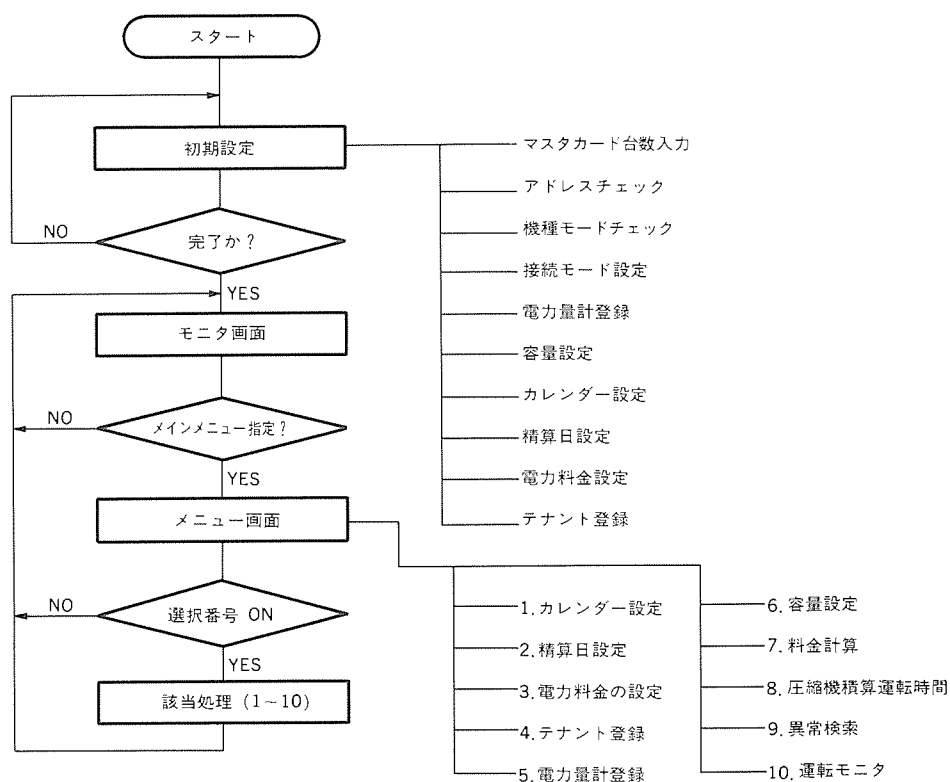 スタート
初期設定
完了か?
NO
YES
モニタ画面
メインメニュー指定?
NO
YES
メニュー画面
選択番号 ON
NO
YES
該当処理 (1~10)
マスタカード台数入力
アドレスチェック
機種モードチェック
接続モード設定
電力量計登録
容量設定
カレンダー設定
精算日設定
電力料金設定
テナント登録
1. カレンダー設定
2. 精算日設定
3. 電力料金の設定
4. テナント登録
5. 電力量計登録
6. 容量設定
7. 料金計算
8. 圧縮機積算運転時間
9. 異常検索
10. 運転モニタ